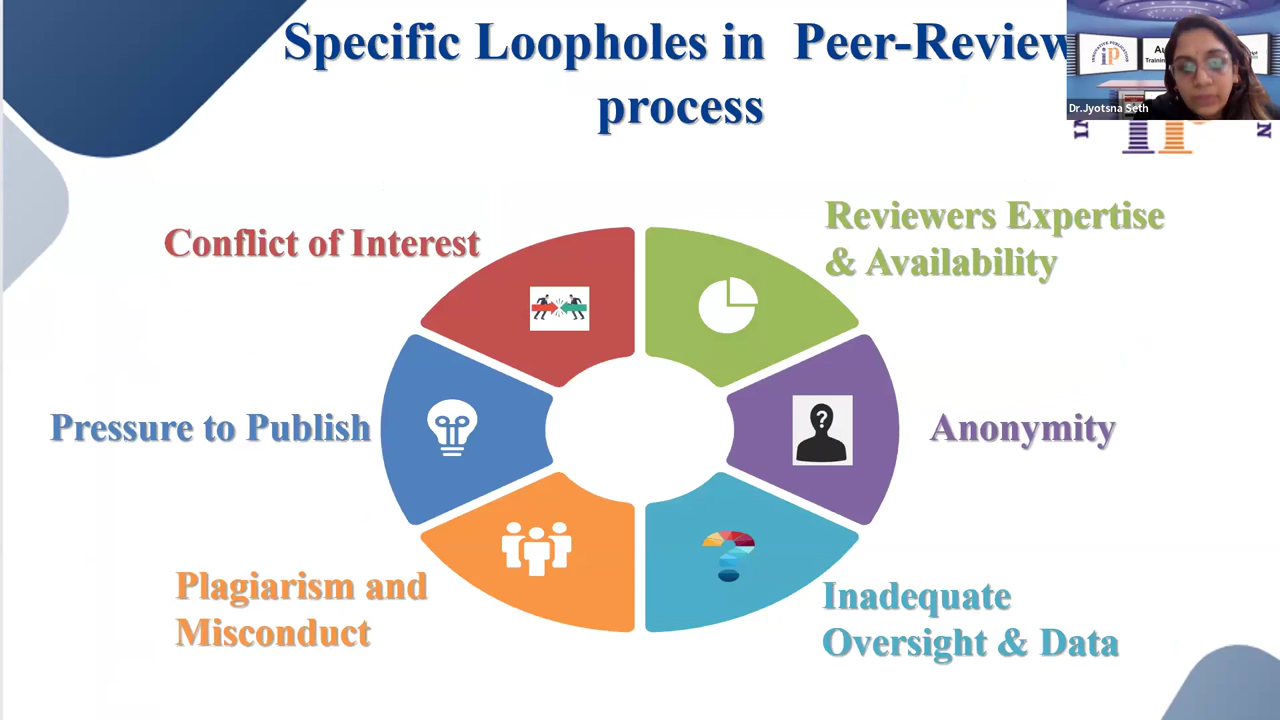 Specific Loopholes in Peer-Review
process
Dr.Jyotsna Seth
Conflict of Interest
Reviewers Expertise
& Availability
Pressure to Publish
?
Anonymity
Plagiarism and
Misconduct
Inadequate
Oversight & Data